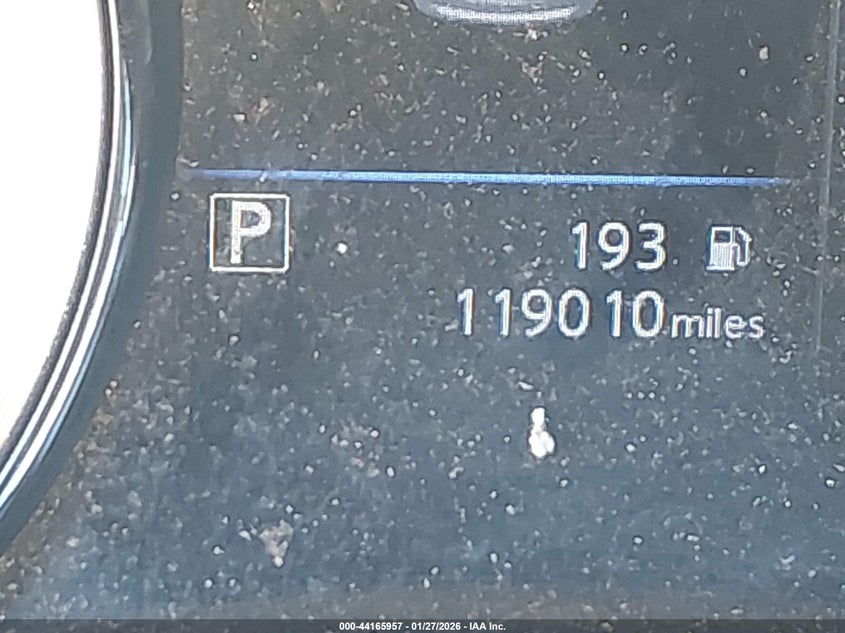 P
193
119010miles
000-44165957 - 01/27/2026 - IAA Inc.